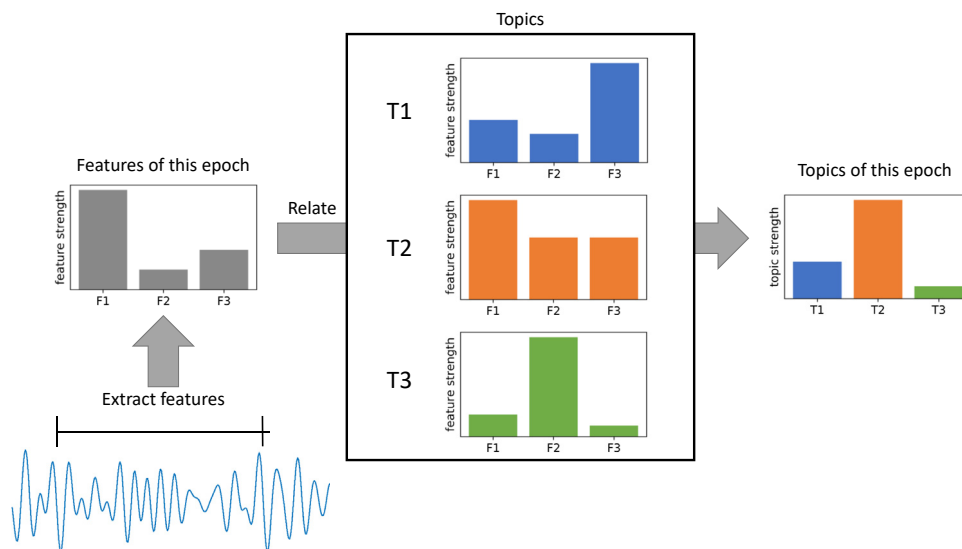 Topics
T1
feature strength
F1 F2 F3
Features of this epoch
feature strength
F1 F2 F3
Relate
T2
feature strength
F1 F2 F3
Topics of this epoch
topic strength
T1 T2 T3
T3
feature strength
F1 F2 F3
Extract features